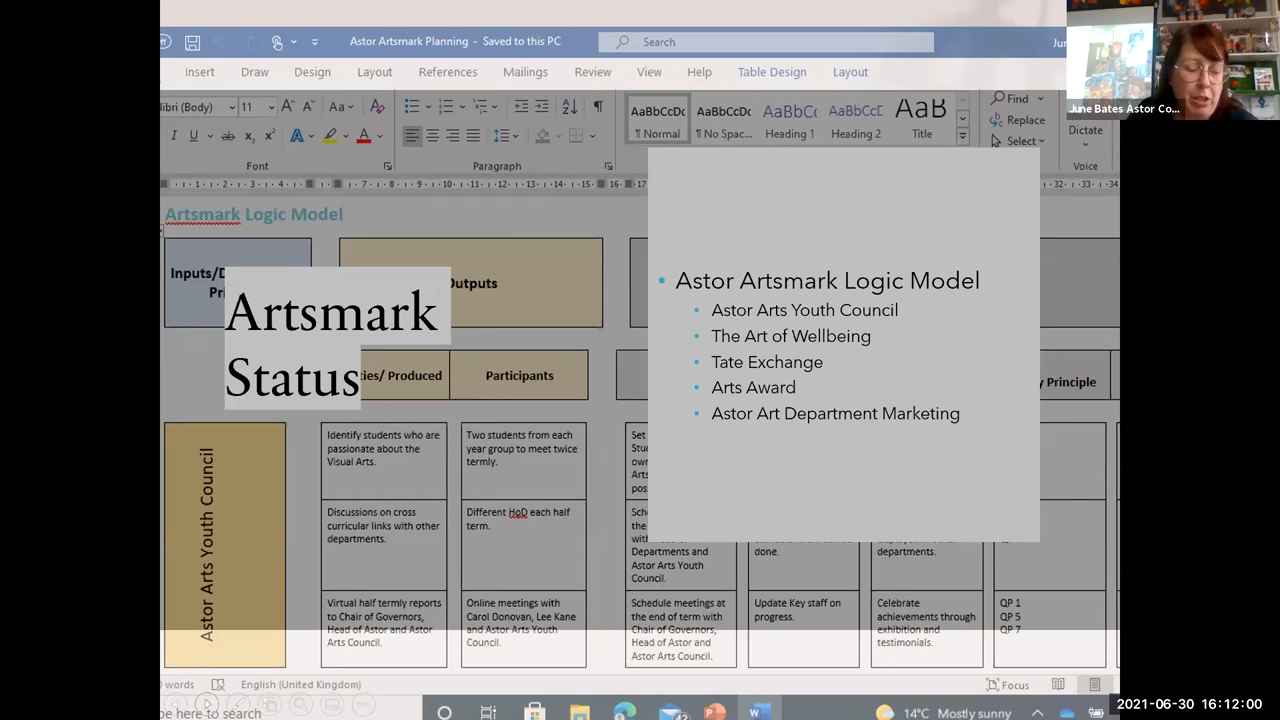 Astor Artsmark Planning - Saved to this PC
Search
June Bates Astor Co...
Insert Draw Design Layout References Mailings Review View Help Table Design Layout
(Body) 11
Aa
Find
Replace
Select
Dictate
AaBbCcDc AaBbCcDc AaBbCc AaBbCcE AaB
¶ Normal ¶ No Spac... Heading 1 Heading 2 Title
Font Paragraph Voice
Artsmark Logic Model
Outputs
Artsmark
Status
• Astor Artsmark Logic Model
• Astor Arts Youth Council
• The Art of Wellbeing
• Tate Exchange
• Arts Award
• Astor Art Department Marketing
Produced
Participants
Principle
Astor Arts Youth Council
Identify students who are
passionate about the
Visual Arts.
Two students from each
year group to meet twice
termly.
Set
Discussions on cross
curricular links with other
departments.
Different HoD each half
term.
Departments and
Astor Arts Youth
Council.
done.
departments.
Virtual half termly reports
to Chair of Governors,
Head of Astor and Astor
Arts Council.
Online meetings with
Carol Donovan, Lee Kane
and Astor Arts Youth
Council.
Schedule meetings at
the end of term with
Chair of Governors,
Head of Astor and
Astor Arts Council.
Update Key staff on
progress.
Celebrate
achievements through
exhibition and
testimonials.
QP 1
QP 5
QP 7
words English (United Kingdom) Focus
here to search
14°C Mostly sunny
2021-06-30 16:12:00